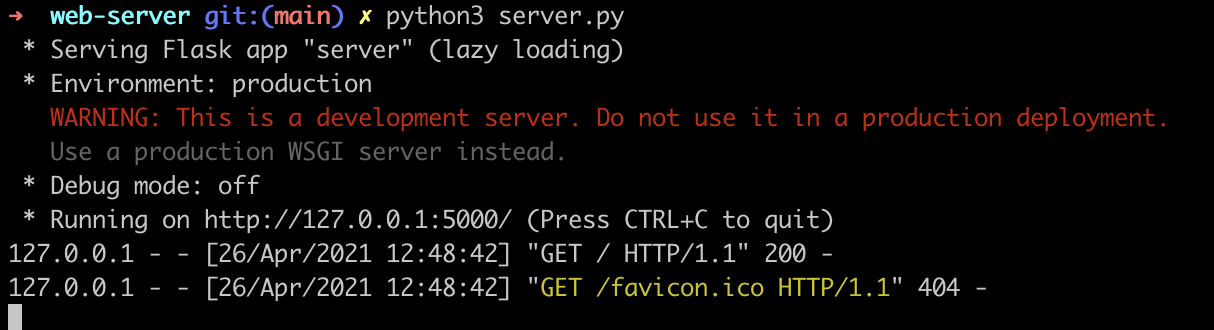 ➜  web-server git:(main) ✗ python3 server.py
 * Serving Flask app "server" (lazy loading)
 * Environment: production
   WARNING: This is a development server. Do not use it in a production deployment.
   Use a production WSGI server instead.
 * Debug mode: off
 * Running on http://127.0.0.1:5000/ (Press CTRL+C to quit)
127.0.0.1 - - [26/Apr/2021 12:48:42] "GET / HTTP/1.1" 200 -
127.0.0.1 - - [26/Apr/2021 12:48:42] "GET /favicon.ico HTTP/1.1" 404 -